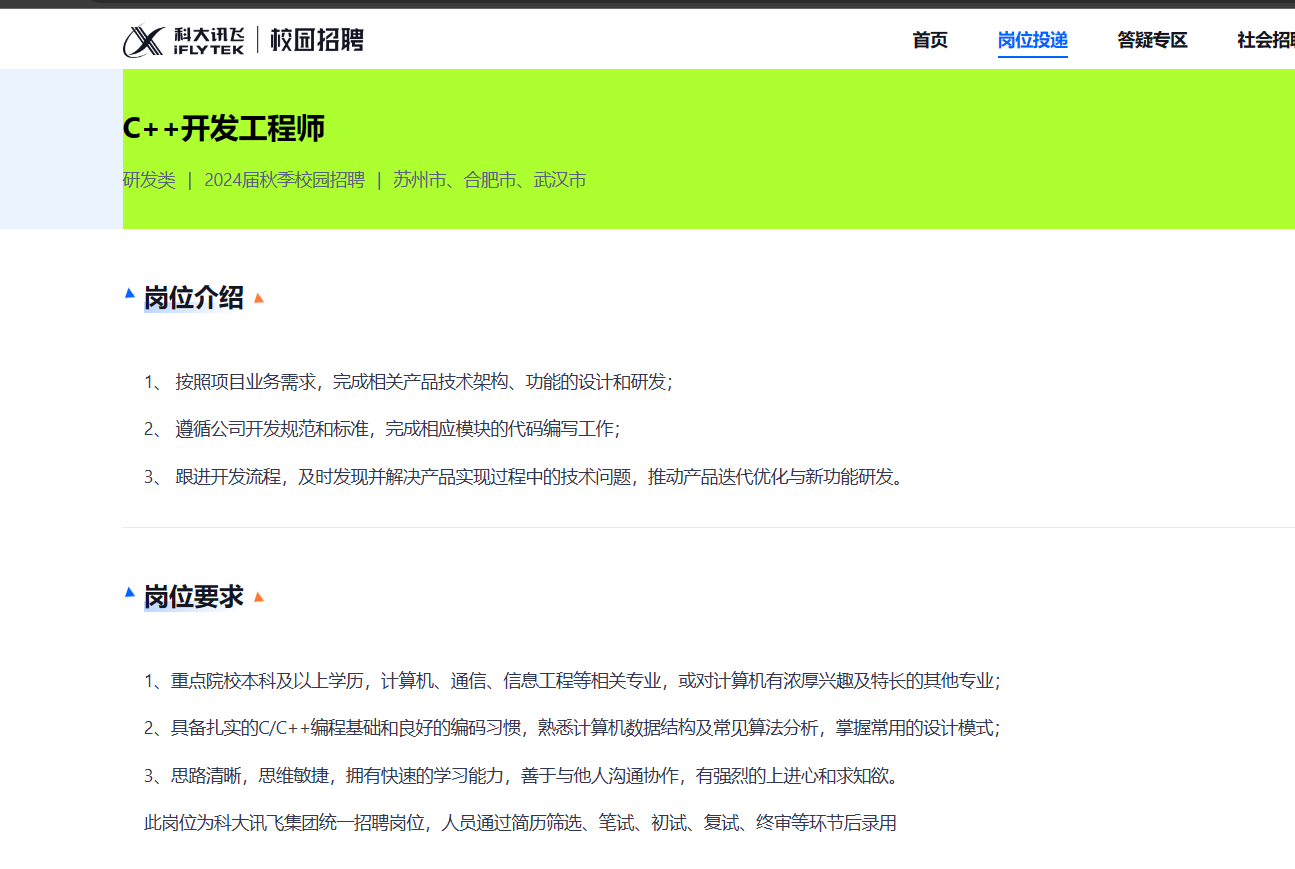 科大讯飞 iFLYTEK 校园招聘 首页 岗位投递 答疑专区 社会招聘
C++开发工程师
研发类 | 2024届秋季校园招聘 | 苏州市、合肥市、武汉市
岗位介绍
1、 按照项目业务需求，完成相关产品技术架构、功能的设计和研发；
2、 遵循公司开发规范和标准，完成相应模块的代码编写工作；
3、 跟进开发流程，及时发现并解决产品实现过程中的技术问题，推动产品迭代优化与新功能研发。
岗位要求
1、重点院校本科及以上学历，计算机、通信、信息工程等相关专业，或对计算机有浓厚兴趣及特长的其他专业；
2、具备扎实的C/C++编程基础和良好的编码习惯，熟悉计算机数据结构及常见算法分析，掌握常用的设计模式；
3、思路清晰，思维敏捷，拥有快速的学习能力，善于与他人沟通协作，有强烈的上进心和求知欲。
此岗位为科大讯飞集团统一招聘岗位，人员通过简历筛选、笔试、初试、复试、终审等环节后录用